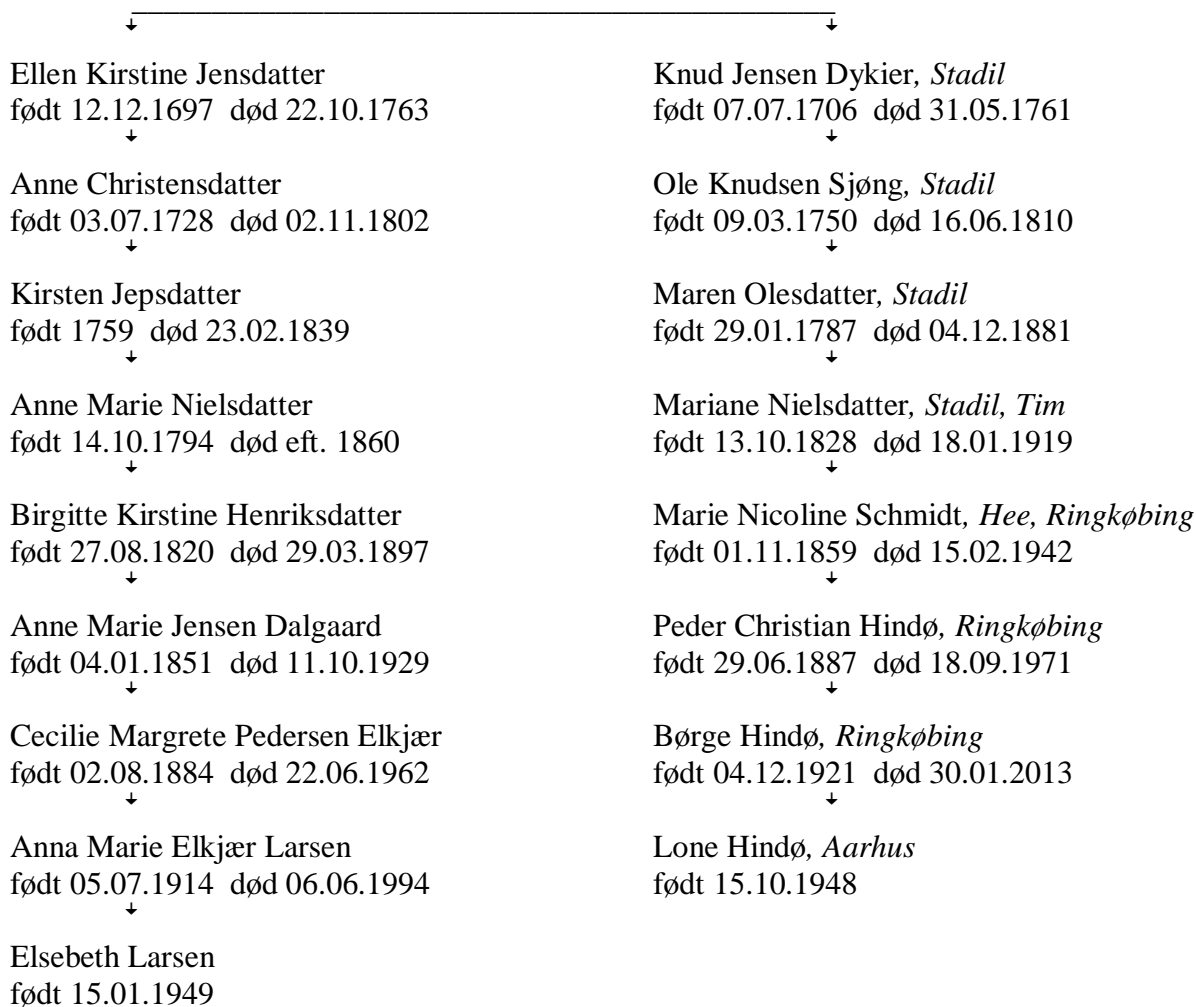 Ellen Kirstine Jensdatter
født 12.12.1697 død 22.10.1763
Anne Christensdatter
født 03.07.1728 død 02.11.1802
Kirsten Jepsdatter
født 1759 død 23.02.1839
Anne Marie Nielsdatter
født 14.10.1794 død eft. 1860
Birgitte Kirstine Henriksdatter
født 27.08.1820 død 29.03.1897
Anne Marie Jensen Dalgaard
født 04.01.1851 død 11.10.1929
Cecilie Margrete Pedersen Elkjær
født 02.08.1884 død 22.06.1962
Anna Marie Elkjær Larsen
født 05.07.1914 død 06.06.1994
Elsebeth Larsen
født 15.01.1949
Knud Jensen Dykier, Stadil
født 07.07.1706 død 31.05.1761
Ole Knudsen Sjøng, Stadil
født 09.03.1750 død 16.06.1810
Maren Olesdatter, Stadil
født 29.01.1787 død 04.12.1881
Mariane Nielsdatter, Stadil, Tim
født 13.10.1828 død 18.01.1919
Marie Nicoline Schmidt, Hee, Ringkøbing
født 01.11.1859 død 15.02.1942
Peder Christian Hindø, Ringkøbing
født 29.06.1887 død 18.09.1971
Børge Hindø, Ringkøbing
født 04.12.1921 død 30.01.2013
Lone Hindø, Aarhus
født 15.10.1948